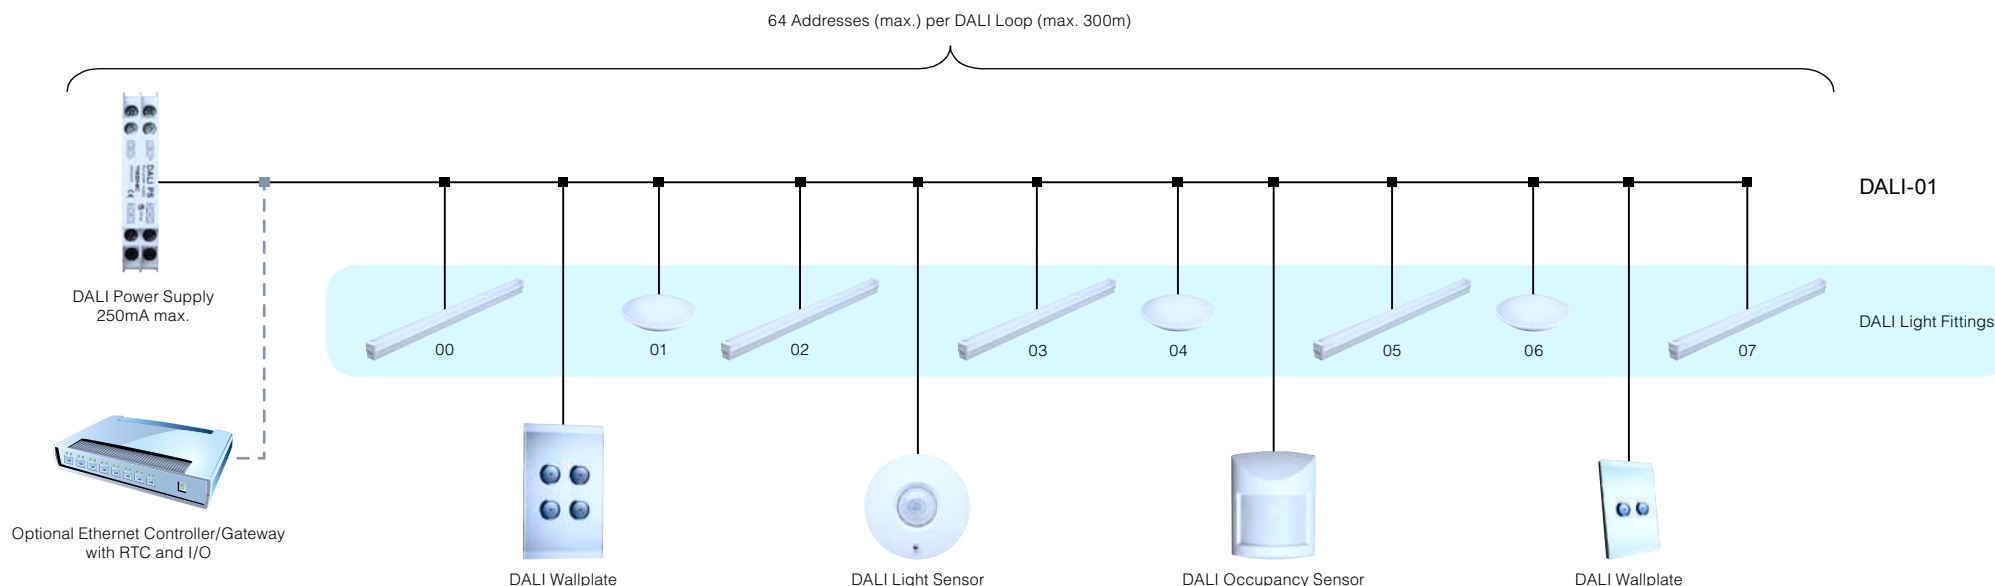 64 Addresses (max.) per DALI Loop (max. 300m)
DALI PS
DALI-01
DALI Power Supply
250mA max.
00
01
02
03
04
05
06
07
DALI Light Fittings
Optional Ethernet Controller/Gateway
with RTC and I/O
DALI Wallplate
DALI Light Sensor
DALI Occupancy Sensor
DALI Wallplate